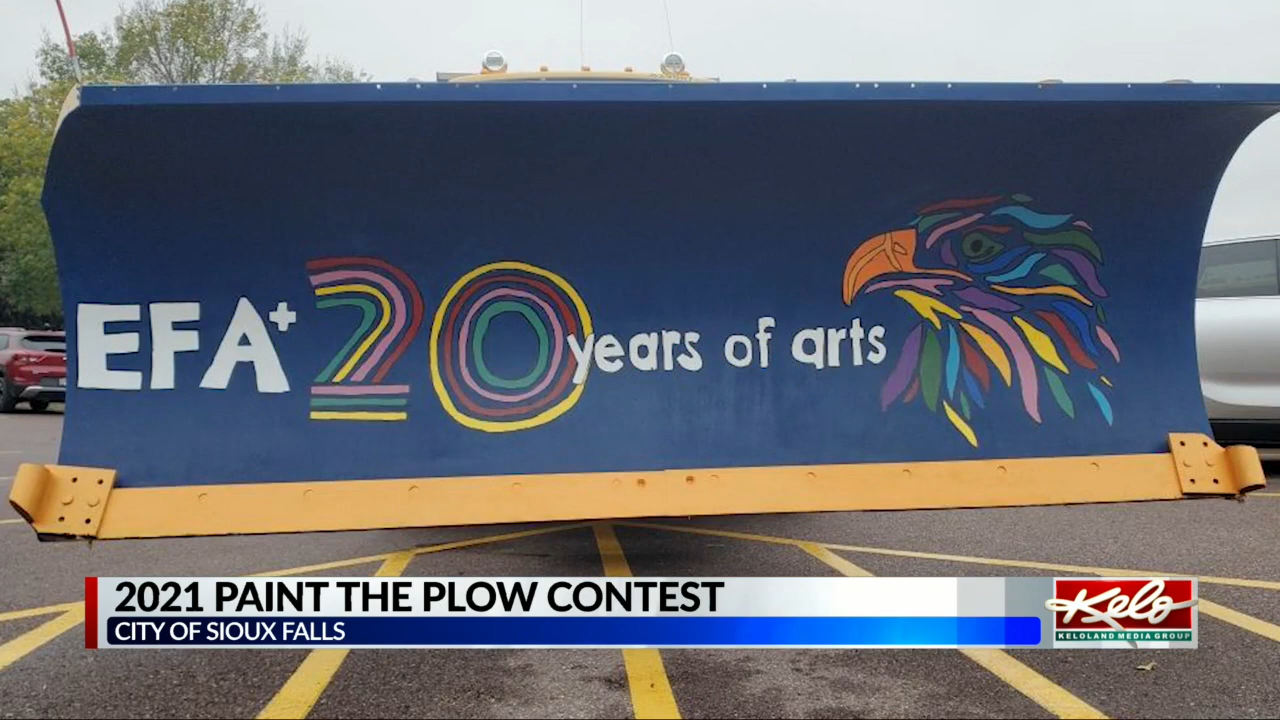 EFA+ 20 years of arts
2021 PAINT THE PLOW CONTEST
CITY OF SIOUX FALLS
Kelo
KELOLAND MEDIA GROUP